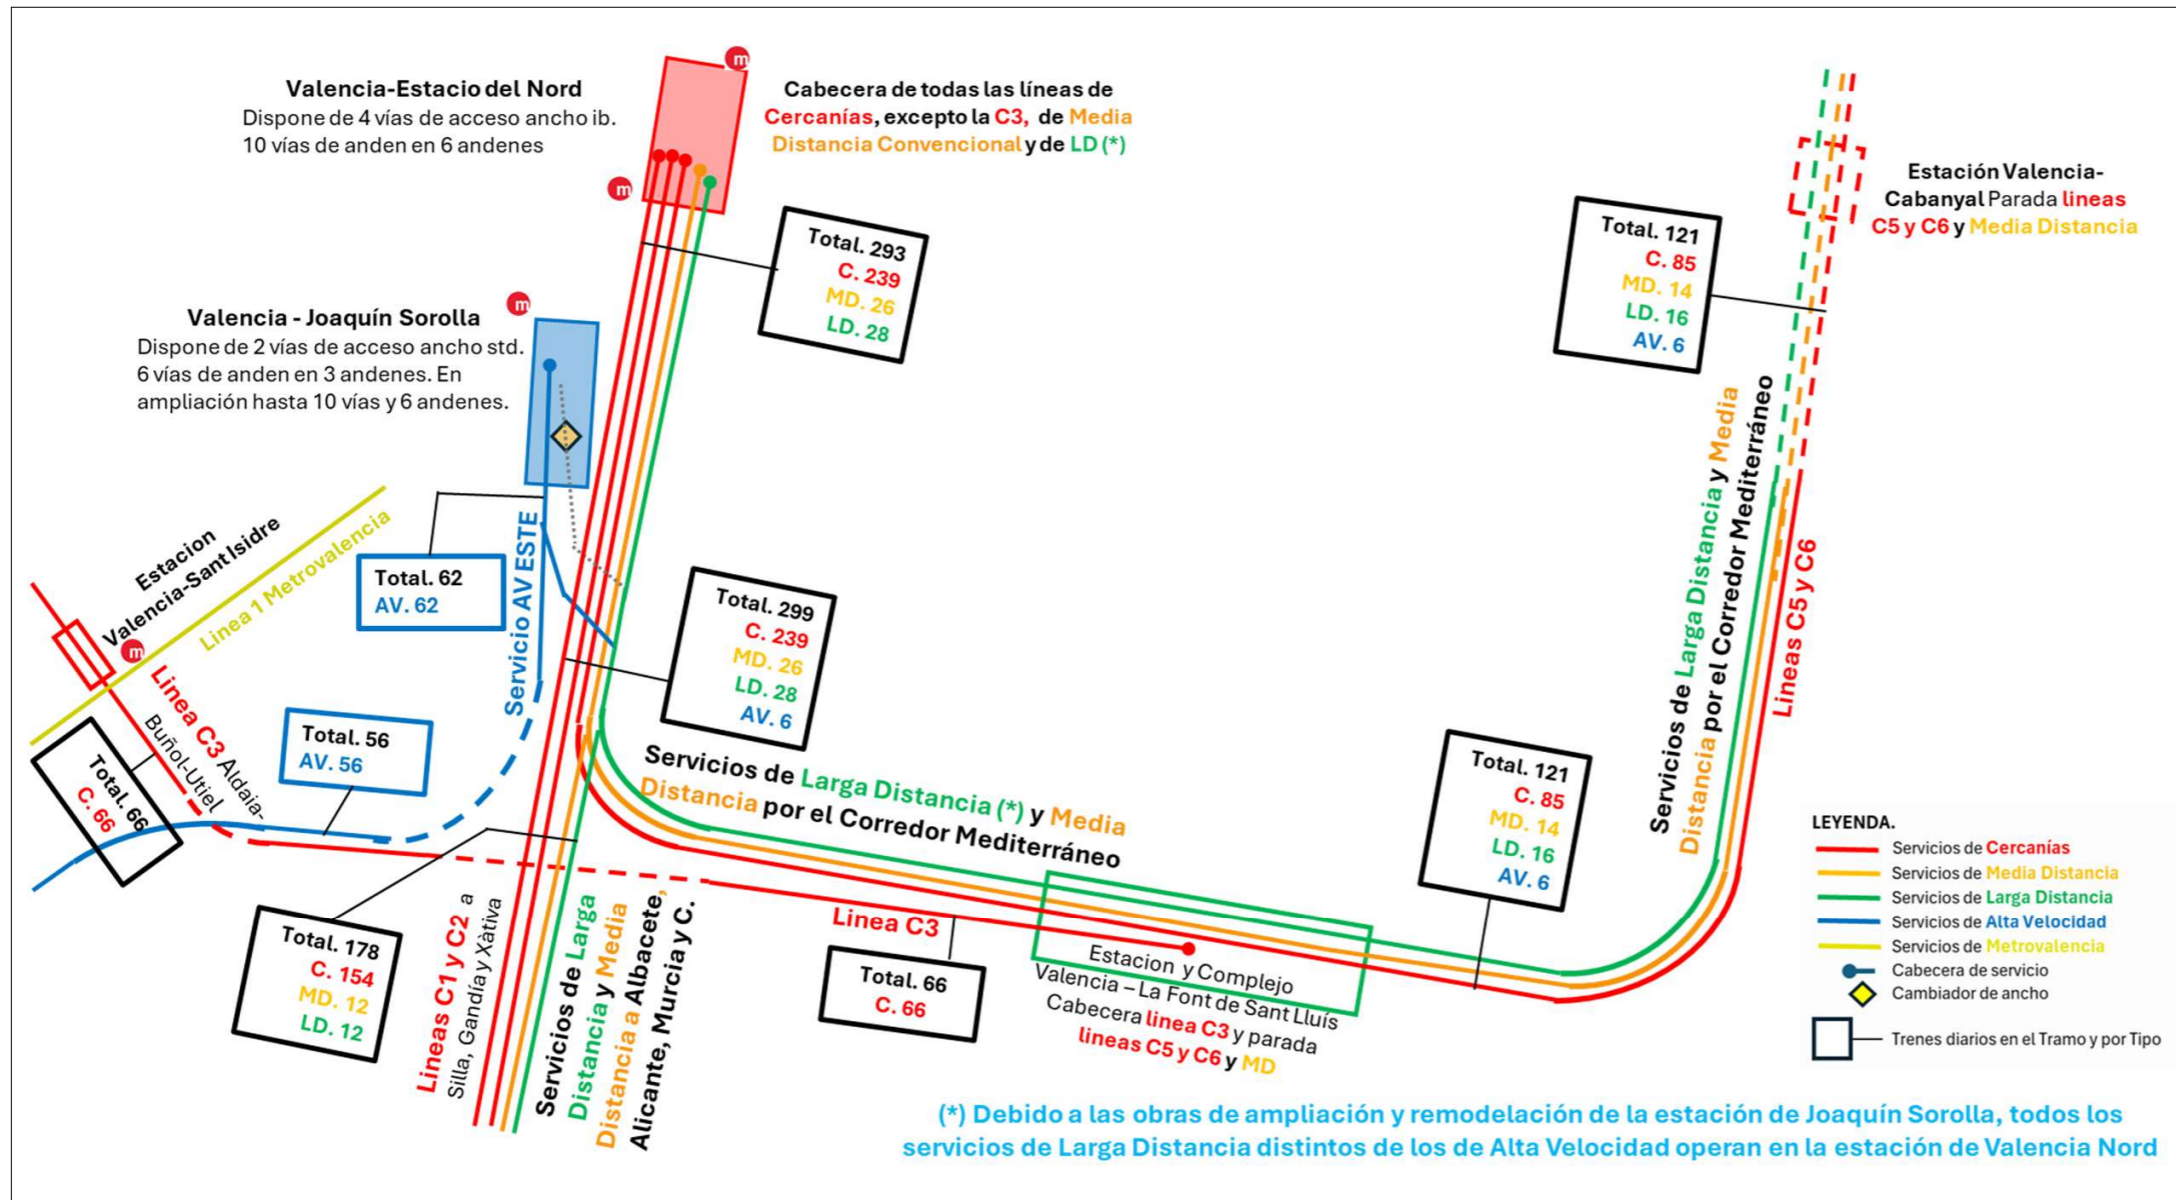 Valencia-Estacio del Nord
Dispone de 4 vías de acceso ancho ib.
10 vías de anden en 6 andenes
m
m
Cabecera de todas las líneas de
Cercanías, excepto la C3, de Media
Distancia Convencional y de LD (*)
Total. 293
C. 239
MD. 26
LD. 28
Valencia - Joaquín Sorolla
Dispone de 2 vías de acceso ancho std.
6 vías de anden en 3 andenes. En
ampliación hasta 10 vías y 6 andenes.
m
Total. 121
C. 85
MD. 14
LD. 16
AV. 6
Estación Valencia-
Cabanyal Parada lineas
C5 y C6 y Media Distancia
Estacion
Valencia-Sant Isidre
m
Linea 1 Metrovalencia
Total. 62
AV. 62
Servicio AV ESTE
Total. 299
C. 239
MD. 26
LD. 28
AV. 6
Linea C3 Aldaia-
Buñol-Utiel
Total. 66
C. 66
Total. 56
AV. 56
Servicios de Larga Distancia (*) y Media
Distancia por el Corredor Mediterráneo
Servicios de Larga Distancia y Media
Distancia por el Corredor Mediterráneo
Lineas C5 y C6
Total. 121
C. 85
MD. 14
LD. 16
AV. 6
Total. 178
C. 154
MD. 12
LD. 12
Lineas C1 y C2 a
Silla, Gandía y Xàtiva
Servicios de Larga
Distancia y Media
Distancia a Albacete,
Alicante, Murcia y C.
Linea C3
Total. 66
C. 66
Estacion y Complejo
Valencia – La Font de Sant Lluís
Cabecera linea C3 y parada
lineas C5 y C6 y MD
LEYENDA.
Servicios de Cercanías
Servicios de Media Distancia
Servicios de Larga Distancia
Servicios de Alta Velocidad
Servicios de Metrovalencia
Cabecera de servicio
Cambiador de ancho
Trenes diarios en el Tramo y por Tipo
(*) Debido a las obras de ampliación y remodelación de la estación de Joaquín Sorolla, todos los
servicios de Larga Distancia distintos de los de Alta Velocidad operan en la estación de Valencia Nord